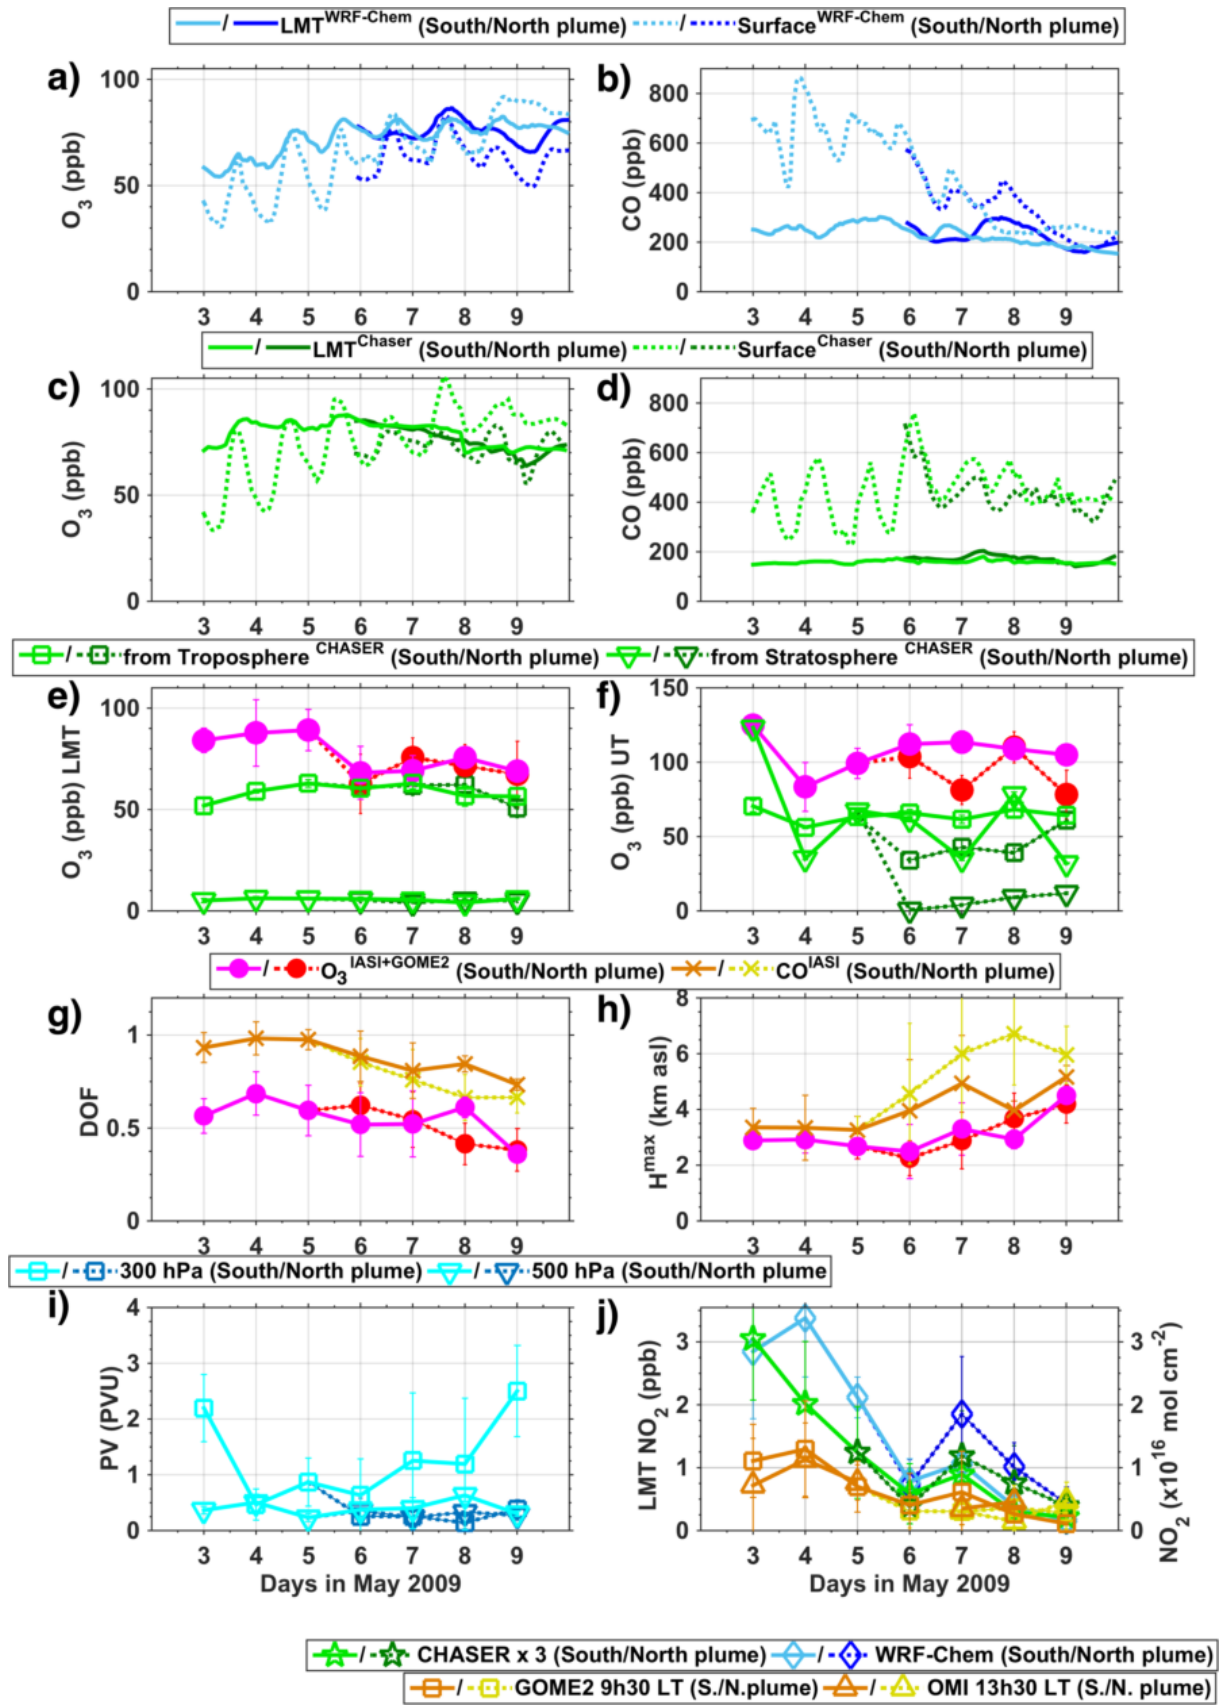 LMT^WRF-Chem (South/North plume) Surface^WRF-Chem (South/North plume)
a) 100 50 0 O3 (ppb) 3 4 5 6 7 8 9
b) 800 600 400 200 0 CO (ppb) 3 4 5 6 7 8 9
/ LMT^Chaser (South/North plume) / Surface^Chaser (South/North plume)
c) 100 50 0 O3 (ppb) 3 4 5 6 7 8 9
d) 800 600 400 200 0 CO (ppb) 3 4 5 6 7 8 9
/ from Troposphere ^CHASER (South/North plume) / from Stratosphere ^CHASER (South/North plume)
e) 100 50 0 O3 (ppb) LMT 3 4 5 6 7 8 9
f) 150 100 50 0 O3 (ppb) UT 3 4 5 6 7 8 9
/ O3^IASI+GOME2 (South/North plume) / CO^IASI (South/North plume)
g) 1 0.5 0 DOF 3 4 5 6 7 8 9
h) 8 6 4 2 0 H^max (km asl) 3 4 5 6 7 8 9
/ 300 hPa (South/North plume) / 500 hPa (South/North plume
i) 4 3 2 1 0 PV (PVU) 3 4 5 6 7 8 9
j) 3 2 1 0 LMT NO2 (ppb) 3 4 5 6 7 8 9 3 2 1 0 NO2 (x10^16 mol cm^-2)
Days in May 2009 Days in May 2009
/ CHASER x 3 (South/North plume) / WRF-Chem (South/North plume)
/ GOME2 9h30 LT (S./N.plume) / OMI 13h30 LT (S./N. plume)